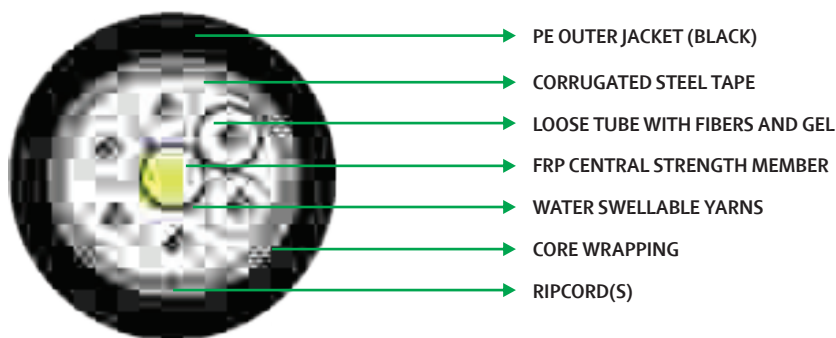 PE OUTER JACKET (BLACK)
CORRUGATED STEEL TAPE
LOOSE TUBE WITH FIBERS AND GEL
FRP CENTRAL STRENGTH MEMBER
WATER SWELLABLE YARNS
CORE WRAPPING
RIPCORD(S)